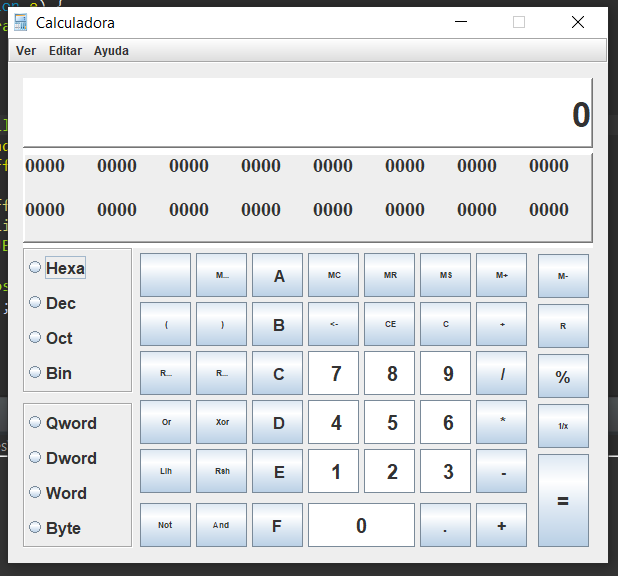 Calculadora
Ver Editar Ayuda
0
0000 0000 0000 0000 0000 0000 0000 0000
0000 0000 0000 0000 0000 0000 0000 0000
Hexa
Dec
Oct
Bin
Qword
Dword
Word
Byte
M... A MC MR MS M+ M-
( ) B <- CE C + R
R... R... C 7 8 9 / %
Or Xor D 4 5 6 * 1/x
Llh Rsh E 1 2 3 - =
Not And F 0 . +